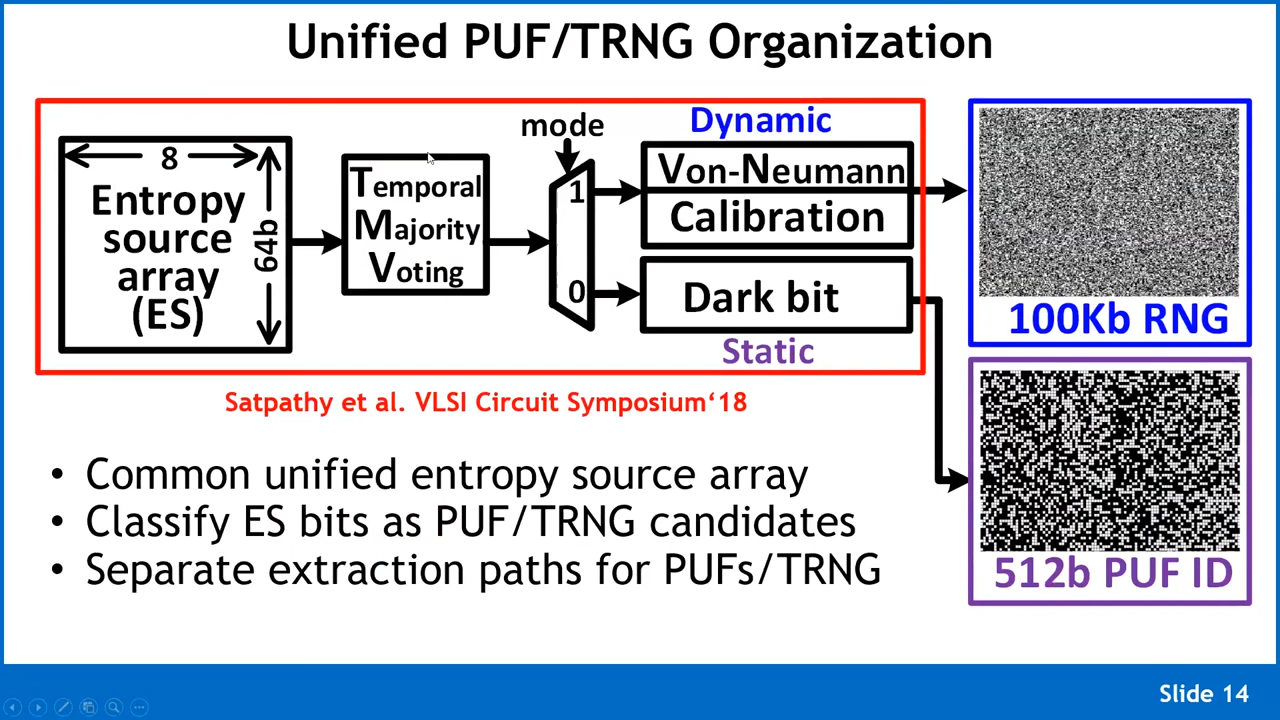 Unified PUF/TRNG Organization
8
64b
Entropy
source
array
(ES)
Temporal
Majority
Voting
mode
1
0
Dynamic
Von-Neumann
Calibration
Dark bit
Static
100Kb RNG
512b PUF ID
Satpathy et al. VLSI Circuit Symposium‘18
• Common unified entropy source array
• Classify ES bits as PUF/TRNG candidates
• Separate extraction paths for PUFs/TRNG
Slide 14